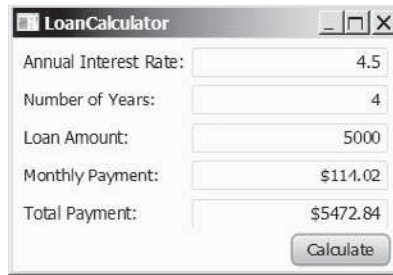 LoanCalculator
Annual Interest Rate: 4.5
Number of Years: 4
Loan Amount: 5000
Monthly Payment: $114.02
Total Payment: $5472.84
Calculate